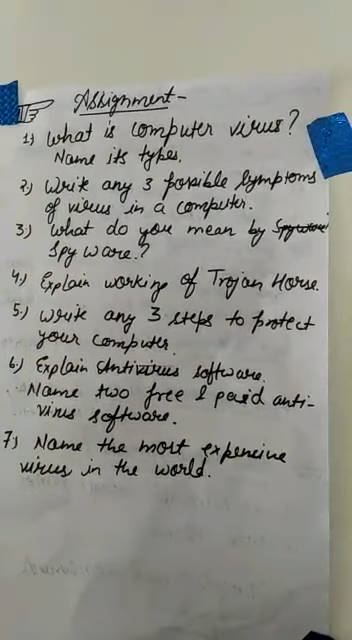 Assignment-
1) What is computer virus?
Name its types.
2) Write any 3 possible symptoms
of virus in a computer.
3) What do you mean by Spyware
Spy ware.?
4) Explain working of Trojan Horse.
5) Write any 3 steps to protect
your computer.
6) Explain Antivirus software.
Name two free & paid anti-
virus software.
7) Name the most expensive
virus in the world.